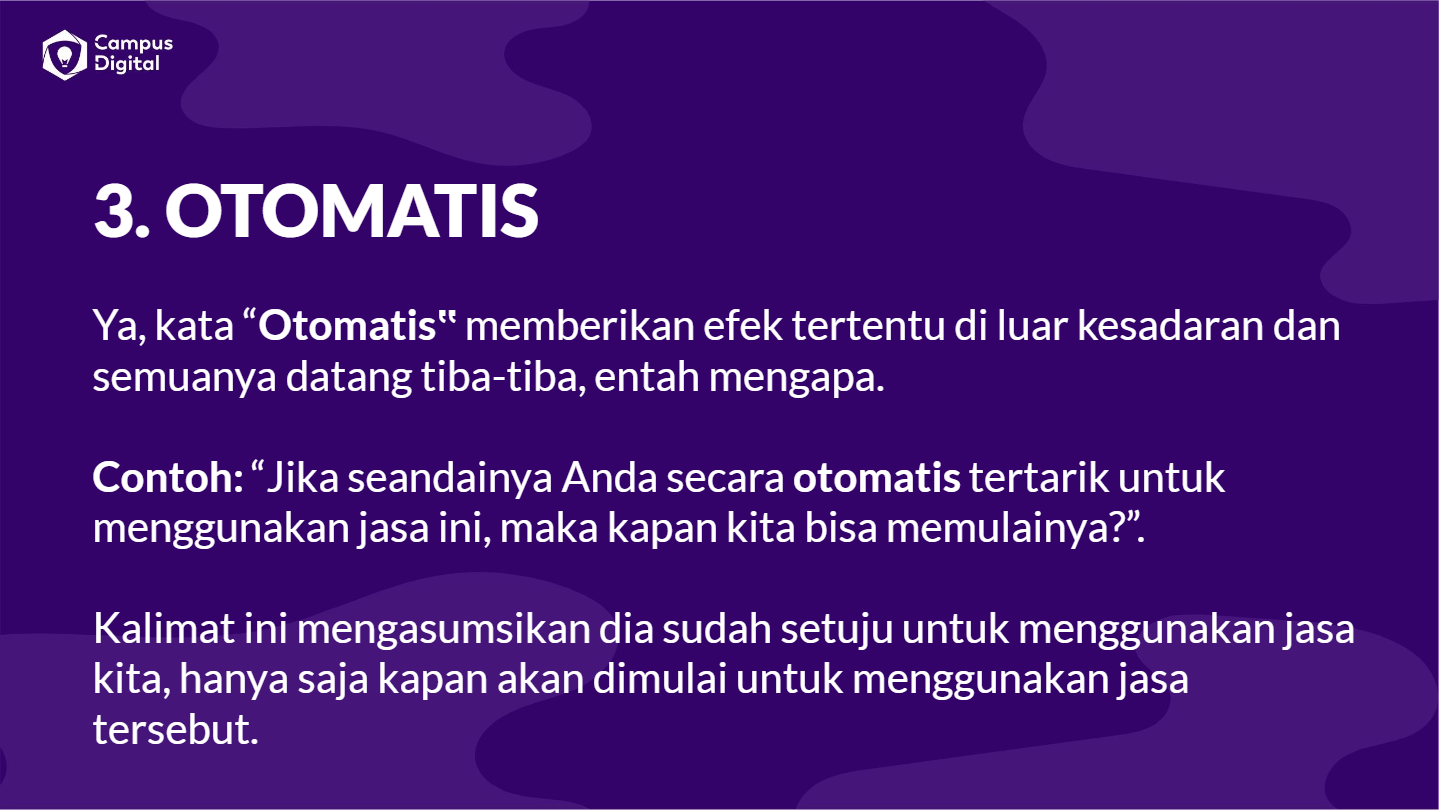 Campus
Digital
3. OTOMATIS
Ya, kata “Otomatis‟ memberikan efek tertentu di luar kesadaran dan
semuanya datang tiba-tiba, entah mengapa.
Contoh: “Jika seandainya Anda secara otomatis tertarik untuk
menggunakan jasa ini, maka kapan kita bisa memulainya?”.
Kalimat ini mengasumsikan dia sudah setuju untuk menggunakan jasa
kita, hanya saja kapan akan dimulai untuk menggunakan jasa
tersebut.